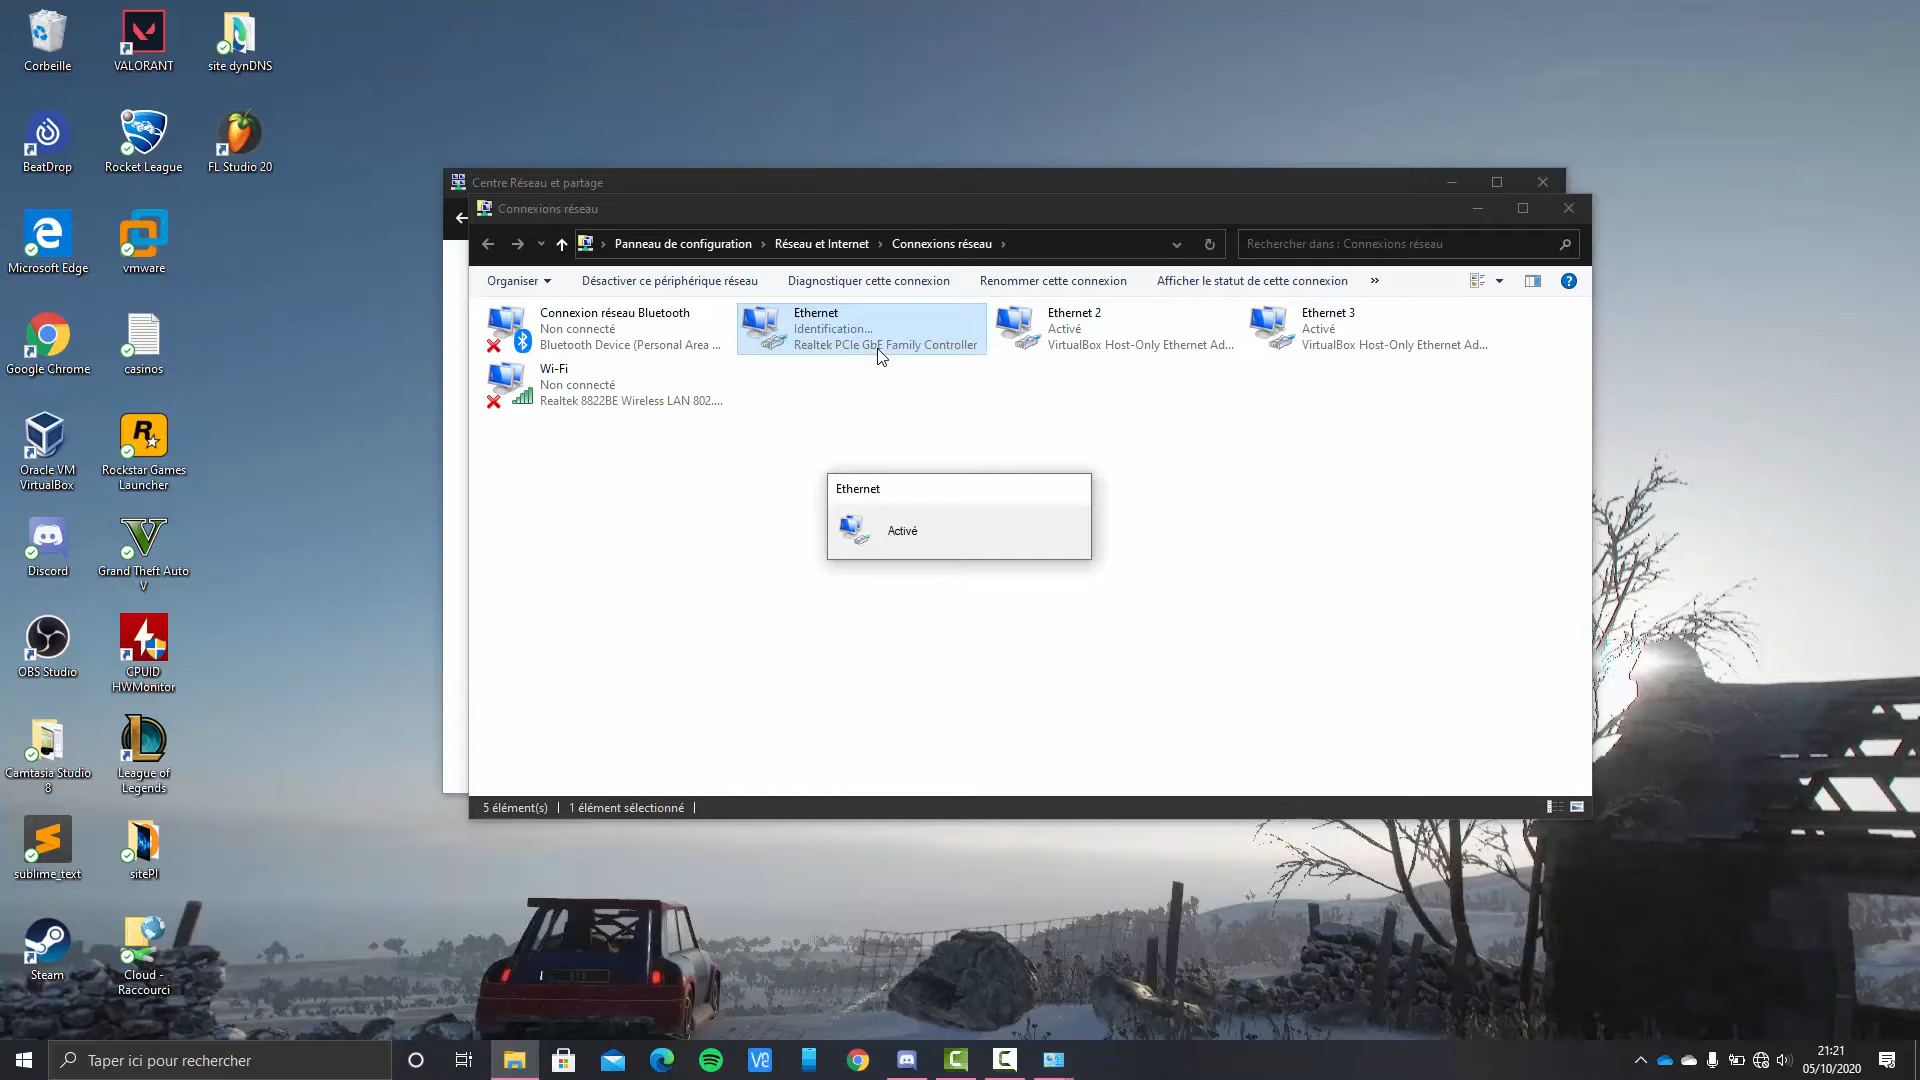 Corbeille
VALORANT
site dynDNS
BeatDrop
Rocket League
FL Studio 20
Microsoft Edge
vmware
Google Chrome
casinos
Oracle VM
VirtualBox
Rockstar Games
Launcher
Discord
Grand Theft Auto
V
OBS Studio
CPUID
HWMonitor
Camtasia Studio
8
League of
Legends
sublime_text
sitePI
Steam
Cloud -
Raccourci
Centre Réseau et partage
Connexions réseau
Panneau de configuration
Réseau et Internet
Connexions réseau
Rechercher dans : Connexions réseau
Organiser
Désactiver ce périphérique réseau
Diagnostiquer cette connexion
Renommer cette connexion
Afficher le statut de cette connexion
»
Connexion réseau Bluetooth
Non connecté
Bluetooth Device (Personal Area ...
Ethernet
Identification...
Realtek PCIe GbE Family Controller
Ethernet 2
Activé
VirtualBox Host-Only Ethernet Ad...
Ethernet 3
Activé
VirtualBox Host-Only Ethernet Ad...
Wi-Fi
Non connecté
Realtek 8822BE Wireless LAN 802....
Ethernet
Activé
5 élément(s)
1 élément sélectionné
Taper ici pour rechercher
21:21
05/10/2020